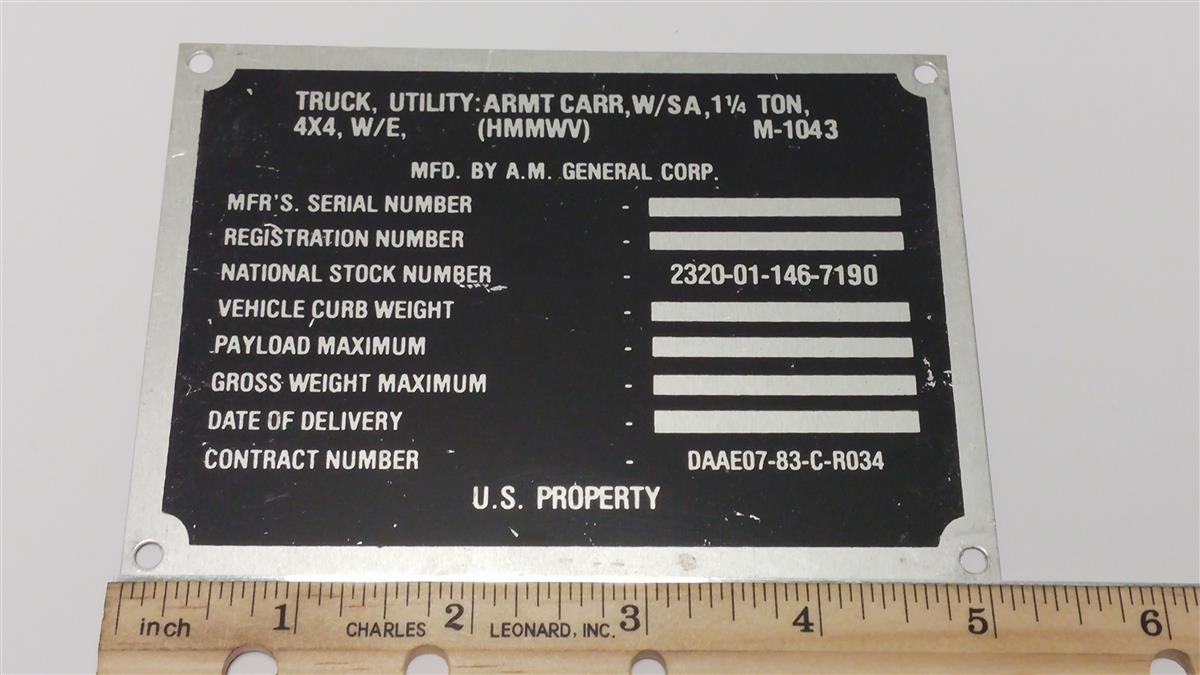 TRUCK, UTILITY: ARMT CARR, W/SA, 1 1/4 TON,
4X4, W/E, (HMMWV) M-1043
MFD. BY A.M. GENERAL CORP.
MFR'S. SERIAL NUMBER -
REGISTRATION NUMBER -
NATIONAL STOCK NUMBER - 2320-01-146-7190
VEHICLE CURB WEIGHT -
PAYLOAD MAXIMUM -
GROSS WEIGHT MAXIMUM -
DATE OF DELIVERY -
CONTRACT NUMBER - DAAE07-83-C-R034
U.S. PROPERTY
1 2 3 4 5 6
inch CHARLES LEONARD, INC.